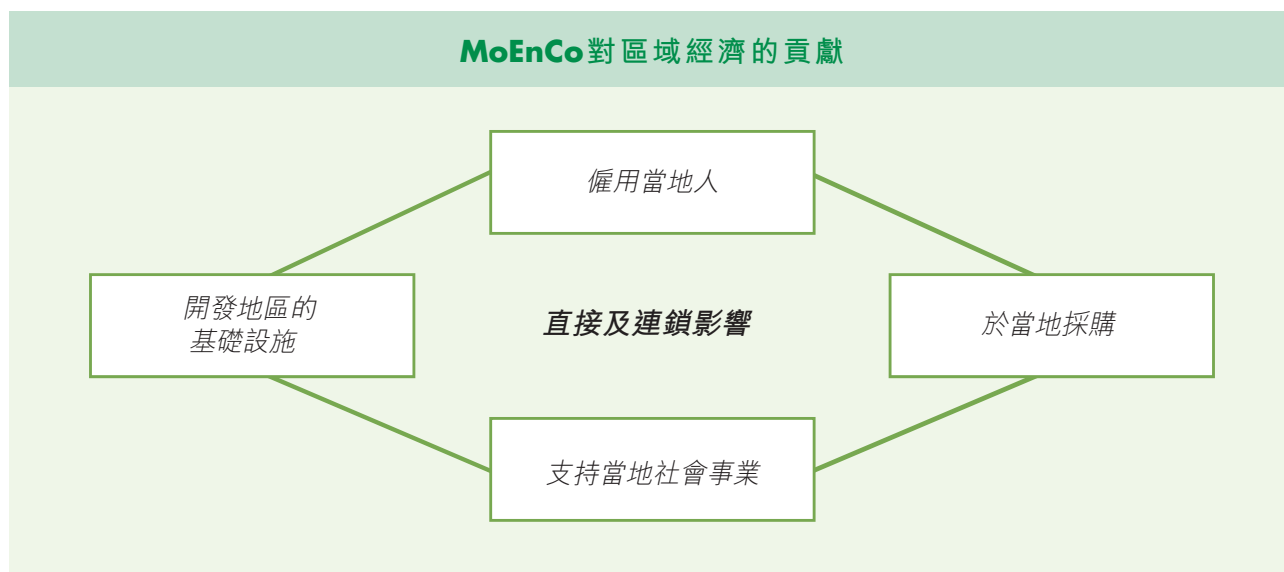 MoEnCo對區域經濟的貢獻
僱用當地人
開發地區的
基礎設施
直接及連鎖影響
於當地採購
支持當地社會事業